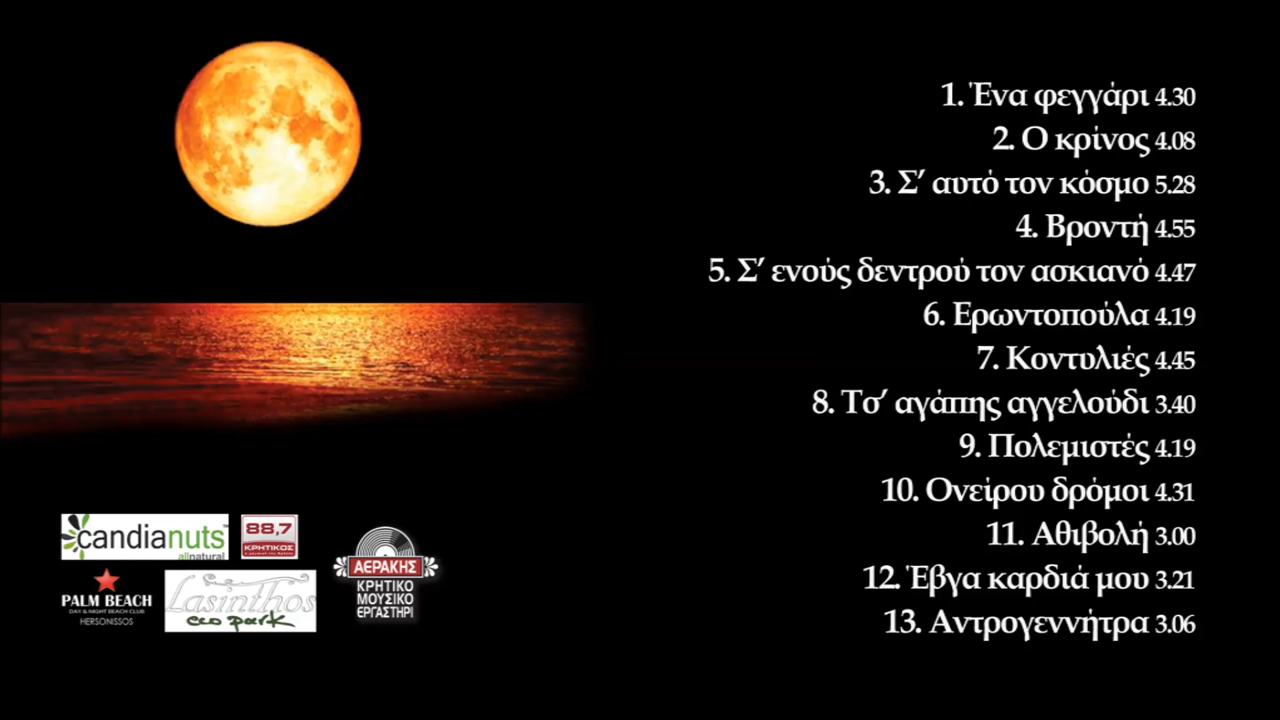 1. Ένα φεγγάρι 4.30
2. Ο κρίνος 4.08
3. Σ’ αυτό τον κόσμο 5.28
4. Βροντή 4.55
5. Σ’ ενούς δεντρού τον ασκιανό 4.47
6. Ερωντοπούλα 4.19
7. Κοντυλιές 4.45
8. Τσ’ αγάπης αγγελούδι 3.40
9. Πολεμιστές 4.19
10. Ονείρου δρόμοι 4.31
11. Αθιβολή 3.00
12. Έβγα καρδιά μου 3.21
13. Αντρογεννήτρα 3.06
candianuts™
allnatural
88,7
ΚΡΗΤΙΚΟΣ
PALM BEACH
DAY & NIGHT BEACH CLUB
HERSONISSOS
Lasinthos
eco park
ΑΕΡΑΚΗΣ
ΚΡΗΤΙΚΟ
ΜΟΥΣΙΚΟ
ΕΡΓΑΣΤΗΡΙ